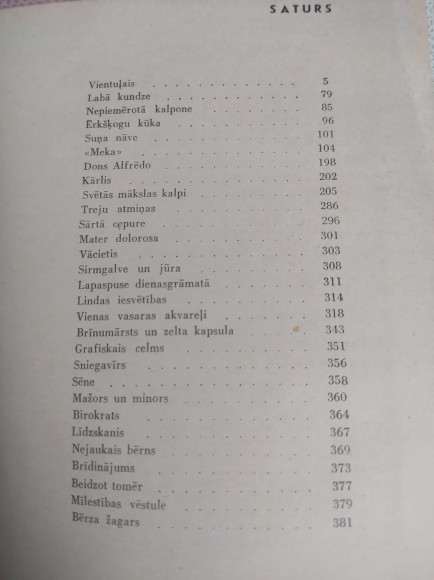 SATURS
Vientuļais . . . . . . . . . . . . 5
Labā kundze . . . . . . . . . . . 79
Nepiemērotā kalpone . . . . . . . . 85
Ērkšķogu kūka . . . . . . . . . . 96
Suņa nāve . . . . . . . . . . . . 101
«Meka» . . . . . . . . . . . . . 104
Dons Alfrēdo . . . . . . . . . . . 198
Kārlis . . . . . . . . . . . . . 202
Svētās mākslas kalpi . . . . . . . . 205
Treju atmiņas . . . . . . . . . . 286
Sārtā cepure . . . . . . . . . . . 296
Mater dolorosa . . . . . . . . . . 301
Vācietis . . . . . . . . . . . . 303
Sirmgalve un jūra . . . . . . . . . 308
Lapaspuse dienasgrāmatā . . . . . . . 311
Lindas iesvētības . . . . . . . . . 314
Vienas vasaras akvareļi . . . . . . . 318
Brīnumārsts un zelta kapsula . . . . . 343
Grafiskais celms . . . . . . . . . 351
Sniegavīrs . . . . . . . . . . . 356
Sēne . . . . . . . . . . . . . . 358
Mažors un minors . . . . . . . . . 360
Birokrats . . . . . . . . . . . . 364
Līdzskanis . . . . . . . . . . . 367
Nejaukais bērns . . . . . . . . . . 369
Brīdinājums . . . . . . . . . . . 373
Beidzot tomēr . . . . . . . . . . 377
Mīlestības vēstule . . . . . . . . . 379
Bērza žagars . . . . . . . . . . . 381